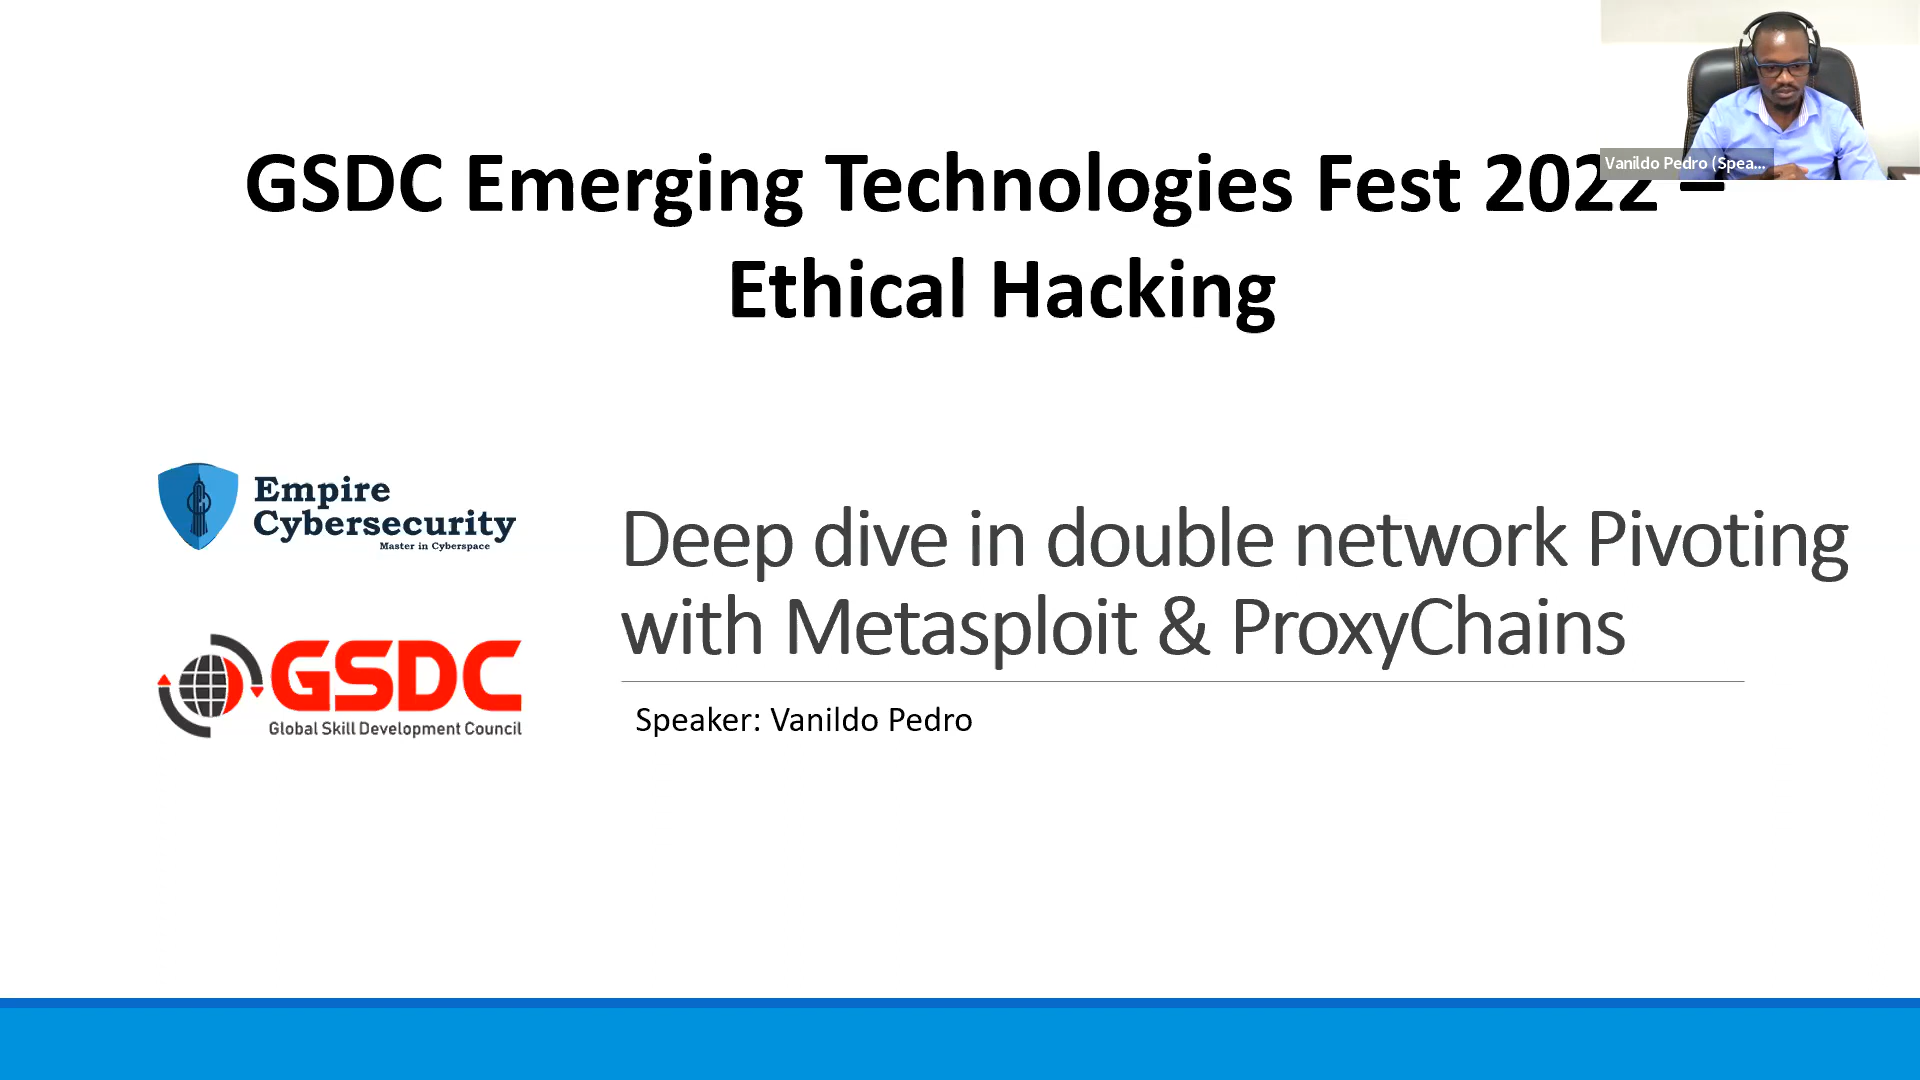 GSDC Emerging Technologies Fest 2022 –
Ethical Hacking
Vanildo Pedro (Spea...
Empire
Cybersecurity
Master in Cyberspace
GSDC
Global Skill Development Council
Deep dive in double network Pivoting
with Metasploit & ProxyChains
Speaker: Vanildo Pedro